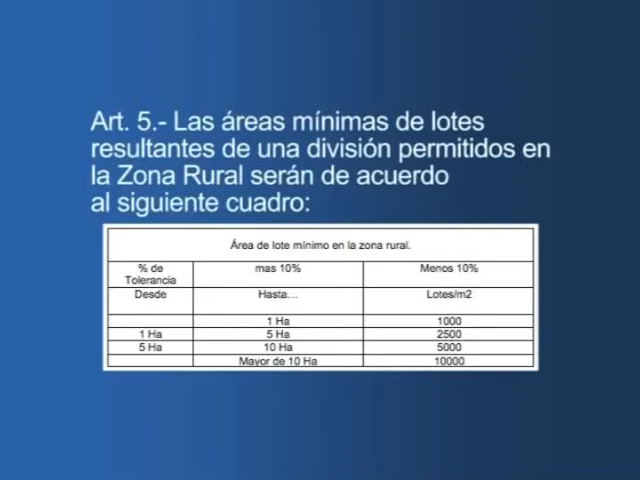 Art. 5.- Las áreas mínimas de lotes
resultantes de una división permitidos en
la Zona Rural serán de acuerdo
al siguiente cuadro:
Área de lote mínimo en la zona rural.
% de Tolerancia mas 10% Menos 10%
Desde Hasta... Lotes/m2
1 Ha 1000
1 Ha 5 Ha 2500
5 Ha 10 Ha 5000
Mayor de 10 Ha 10000